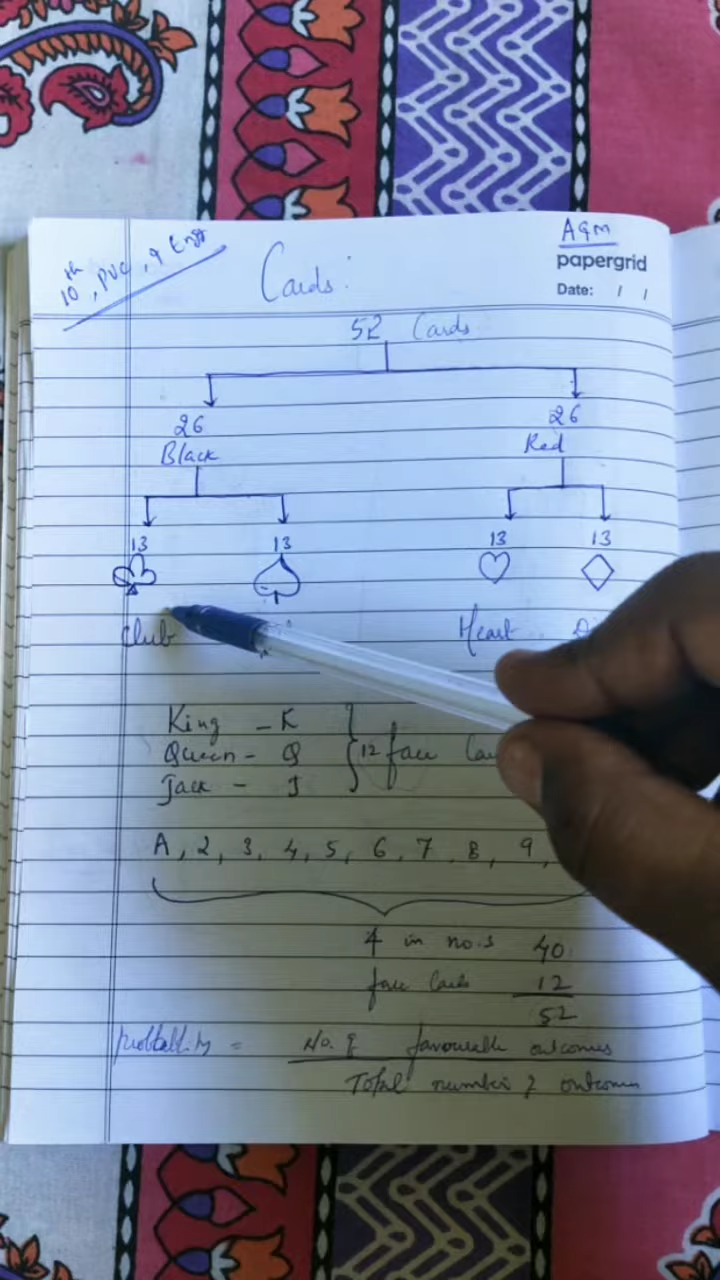 10th, PUC, 9 Engg
AGM
papergrid
Date: / /
Cards:
52 Cards
26 26
Black Red
13 13 13 13
Club Heart
King - K
Queen - Q
Jack - J
12 face
A, 2, 3, 4, 5, 6, 7, 8, 9,
4 in no.s 40
face Cards 12
52
= No. of favourable outcomes
Total number of outcomes